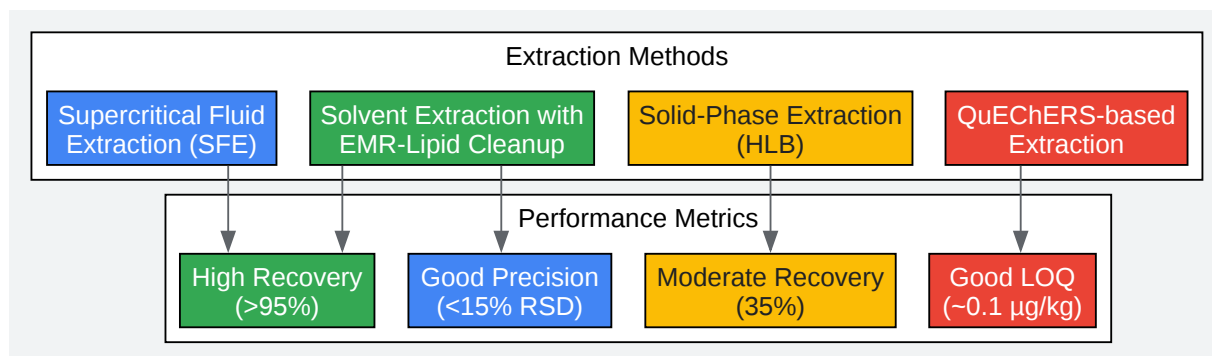 Extraction Methods
Supercritical Fluid
Extraction (SFE)
Solvent Extraction with
EMR-Lipid Cleanup
Solid-Phase Extraction
(HLB)
QuEChERS-based
Extraction
Performance Metrics
High Recovery
(>95%)
Good Precision
(<15% RSD)
Moderate Recovery
(35%)
Good LOQ
(~0.1 µg/kg)